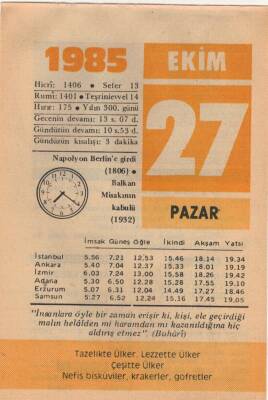 1985
EKİM
Hicrî: 1406 • Sefer 13
Rumî: 1401 • Teşrinievvel 14
Hızır: 175 • Yılın 300. günü
Gecenin devamı: 13 s. 07 d.
Gündüzün devamı: 10 s.53 d.
Gündüzün kısalışı: 3 dakika
27
PAZAR
Napolyon Berlin'e girdi
(1806) •
Balkan
Misakının
kabulü
(1932)
İmsak Güneş Öğle İkindi Akşam Yatsı
İstanbul 5.56 7.21 12.53 15.46 18.14 19.34
Ankara 5.40 7.04 12.37 15.33 18.01 19.19
İzmir 6.03 7.24 13.00 15.58 18.26 19.42
Adana 5.30 6.50 12.28 15.28 17.55 19.10
Erzurum 5.07 6.31 12.04 14.49 17.27 18.46
Samsun 5.27 6.52 12.24 15.16 17.45 19.05
"İnsanlara öyle bir zaman erişir ki, kişi, ele geçirdiği
malın helâlden mi haramdan mı kazanıldığına hiç
aldırış etmez". (Buhârî)
Tazelikte Ülker, Lezzette Ülker
Çeşitte Ülker
Nefis bisküviler, krakerler, gofretler